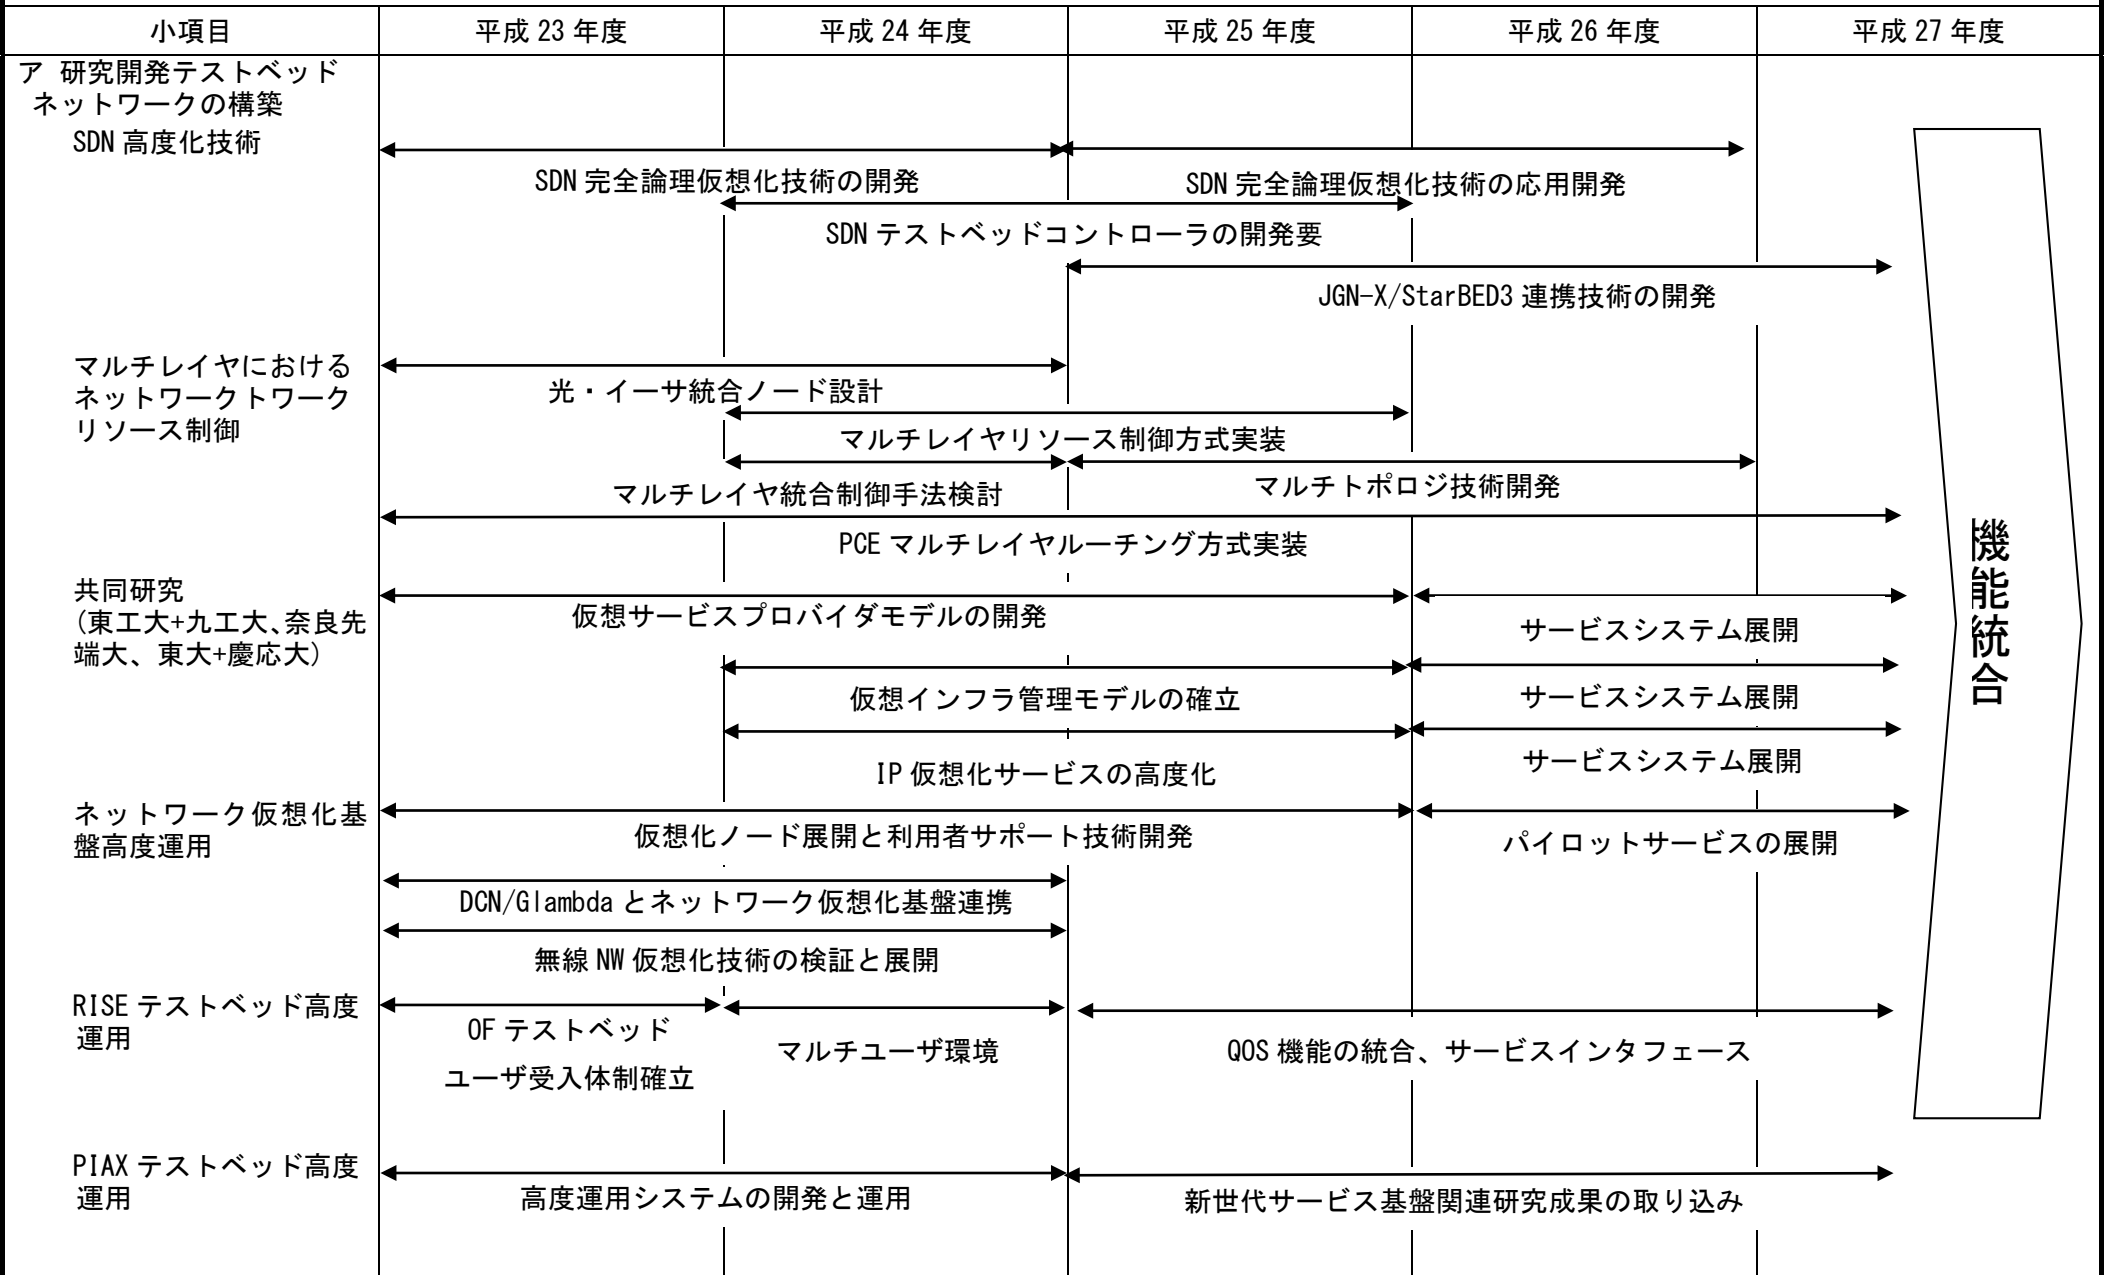 小項目
平成 23 年度
平成 24 年度
平成 25 年度
平成 26 年度
平成 27 年度
ア 研究開発テストベッド
ネットワークの構築
SDN 高度化技術
SDN 完全論理仮想化技術の開発
SDN 完全論理仮想化技術の応用開発
SDN テストベッドコントローラの開発要
JGN-X/StarBED3 連携技術の開発
マルチレイヤにおける
ネットワークトワーク
リソース制御
光・イーサ統合ノード設計
マルチレイヤリソース制御方式実装
マルチレイヤ統合制御手法検討
マルチトポロジ技術開発
PCE マルチレイヤルーチング方式実装
共同研究
(東工大+九工大、奈良先
端大、東大+慶応大)
仮想サービスプロバイダモデルの開発
サービスシステム展開
仮想インフラ管理モデルの確立
サービスシステム展開
IP 仮想化サービスの高度化
サービスシステム展開
ネットワーク仮想化基
盤高度運用
仮想化ノード展開と利用者サポート技術開発
パイロットサービスの展開
DCN/Glambda とネットワーク仮想化基盤連携
無線 NW 仮想化技術の検証と展開
RISE テストベッド高度
運用
OF テストベッド
ユーザ受入体制確立
マルチユーザ環境
QOS 機能の統合、サービスインタフェース
PIAX テストベッド高度
運用
高度運用システムの開発と運用
新世代サービス基盤関連研究成果の取り込み
機能統合